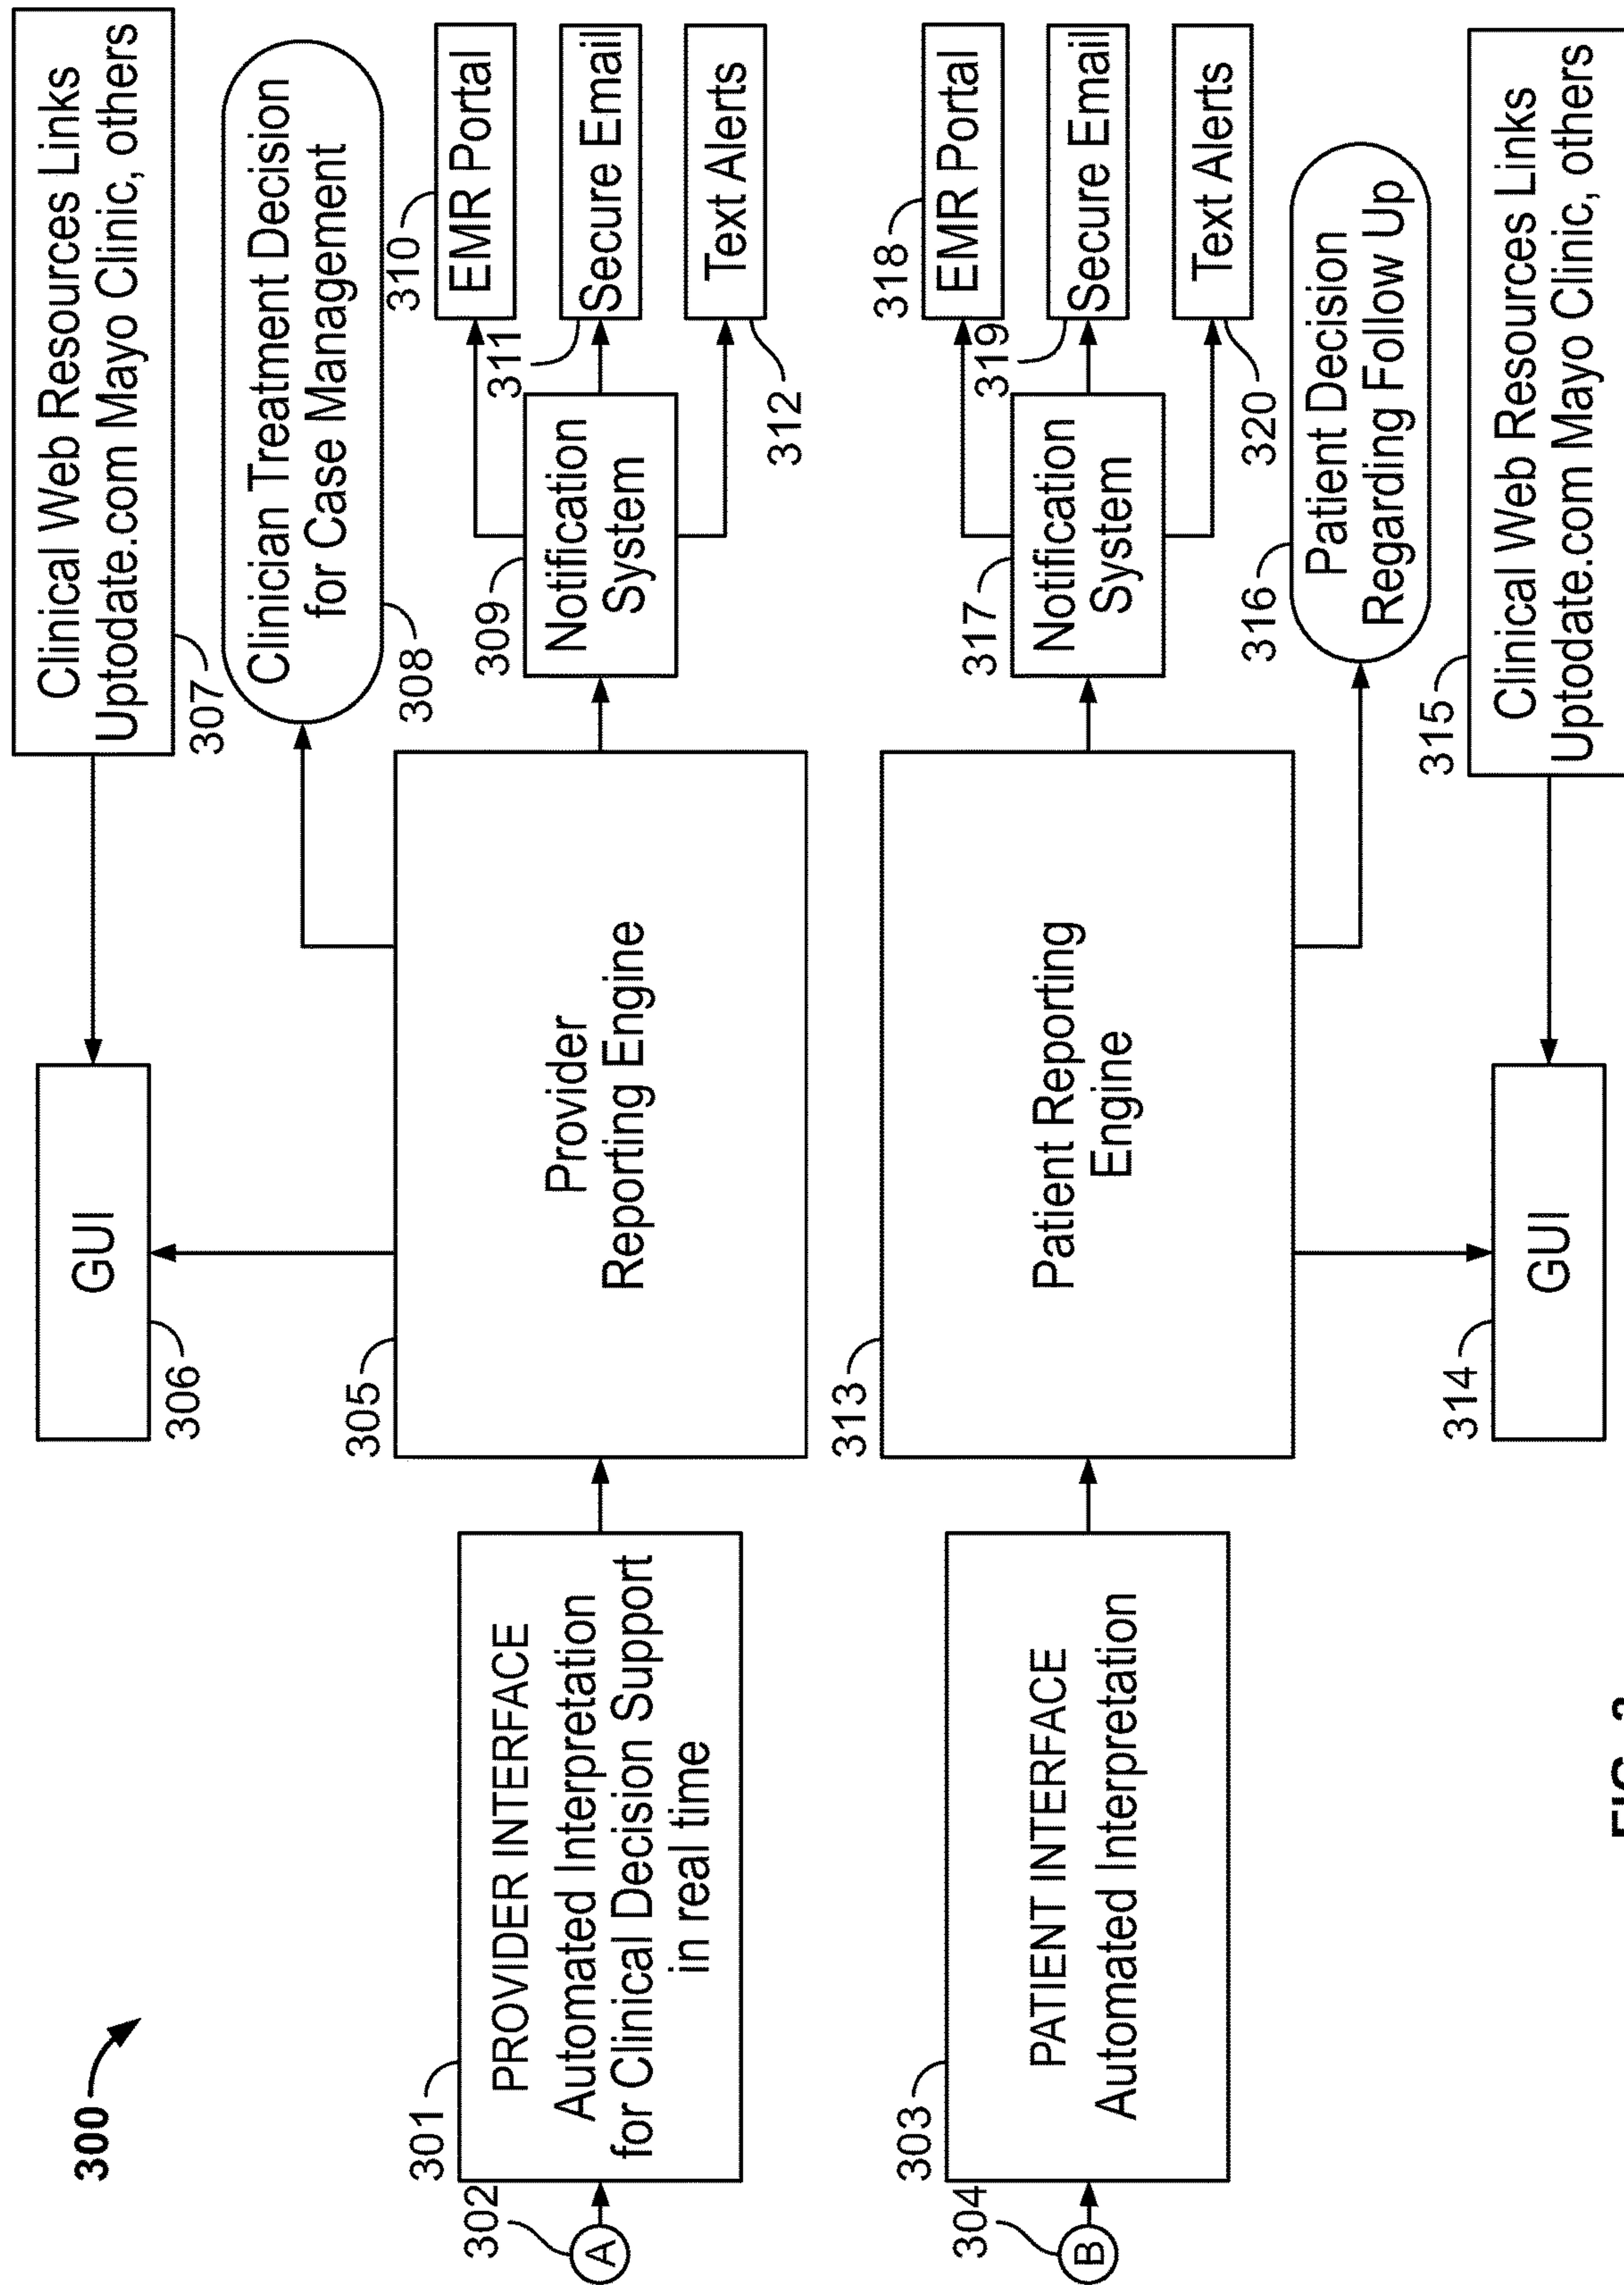 300
Clinical Web Resources Links
Uptodate.com Mayo Clinic, others
307
GUI
306
Clinician Treatment Decision
for Case Management
308
302
A
301
PROVIDER INTERFACE
Automated Interpretation
for Clinical Decision Support
in real time
305
Provider
Reporting Engine
309
Notification
System
310
EMR Portal
311
Secure Email
312
Text Alerts
304
B
303
PATIENT INTERFACE
Automated Interpretation
313
Patient Reporting
Engine
317
Notification
System
318
EMR Portal
319
Secure Email
320
Text Alerts
316
Patient Decision
Regarding Follow Up
314
GUI
315
Clinical Web Resources Links
Uptodate.com Mayo Clinic, others